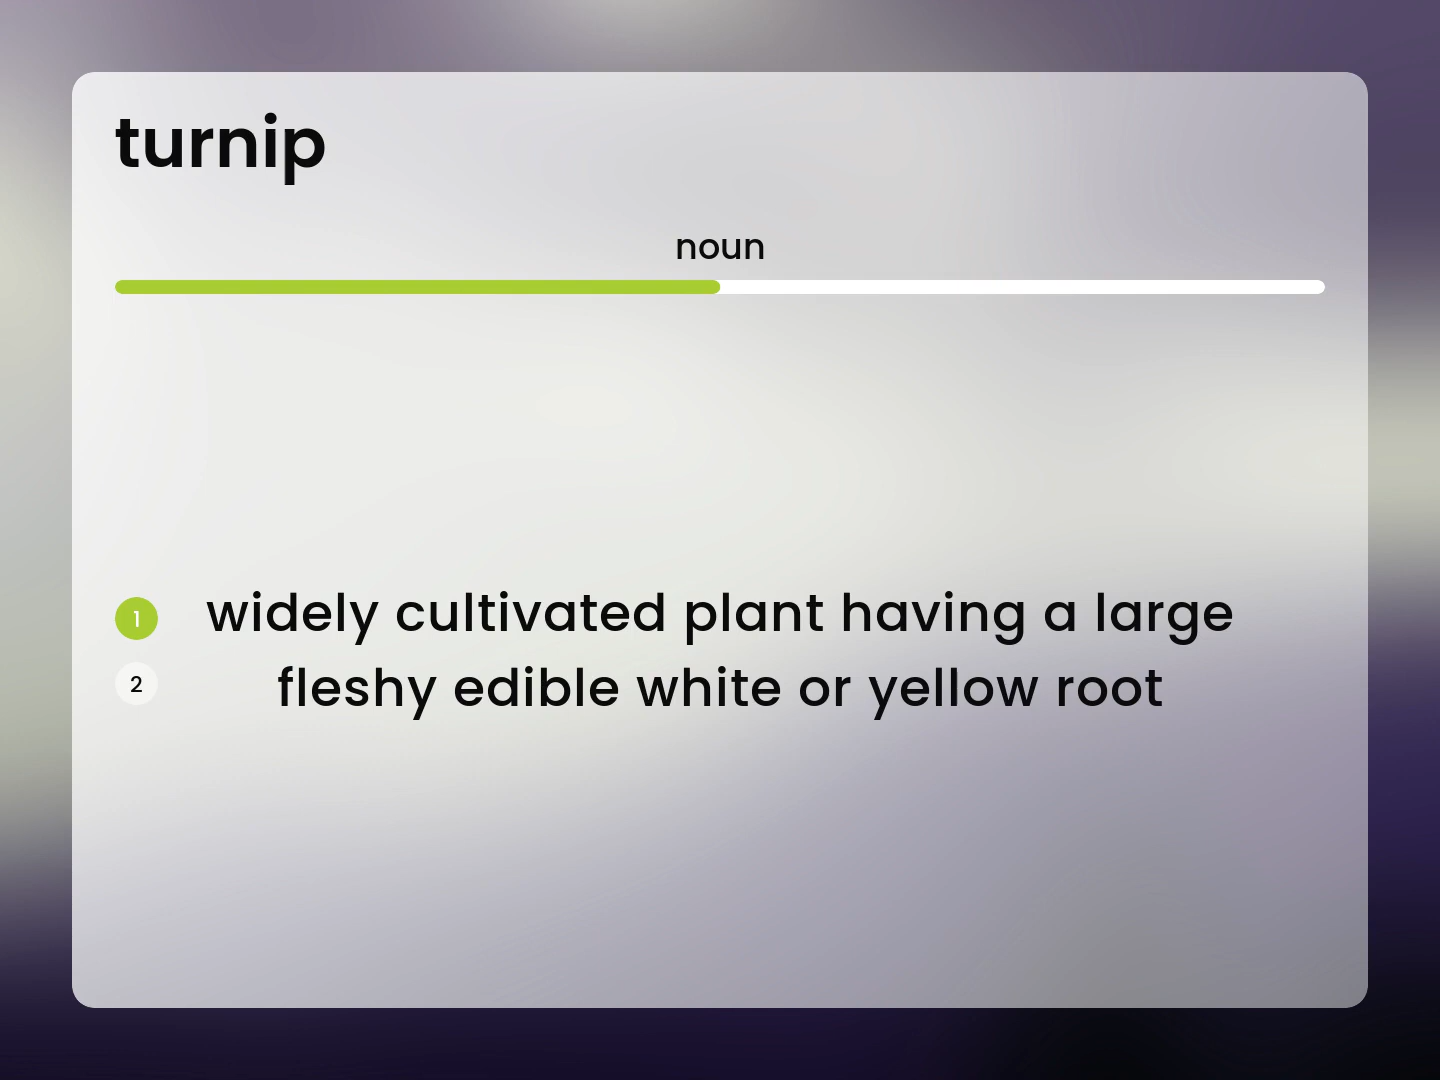 turnip
noun
1
widely cultivated plant having a large
2
fleshy edible white or yellow root